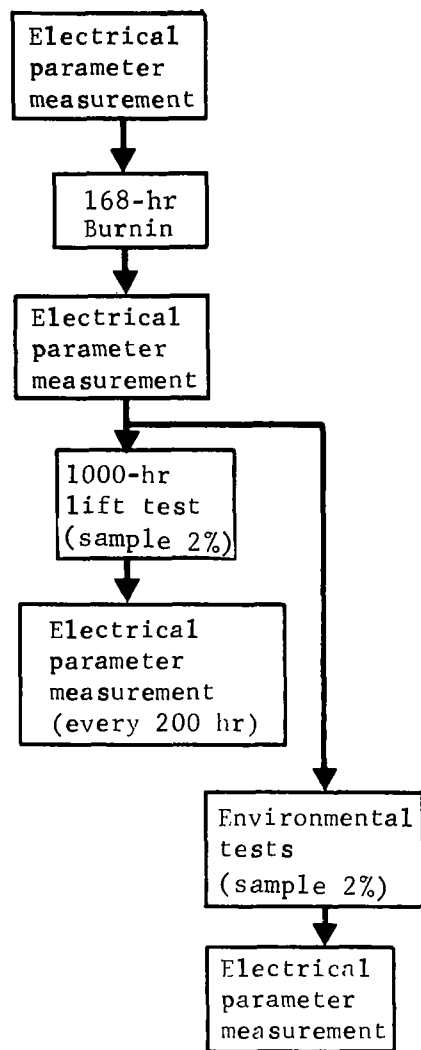 Electrical
parameter
measurement
168-hr
Burnin
Electrical
parameter
measurement
1000-hr
lift test
(sample 2%)
Electrical
parameter
measurement
(every 200 hr)
Environmental
tests
(sample 2%)
Electrical
parameter
measurement